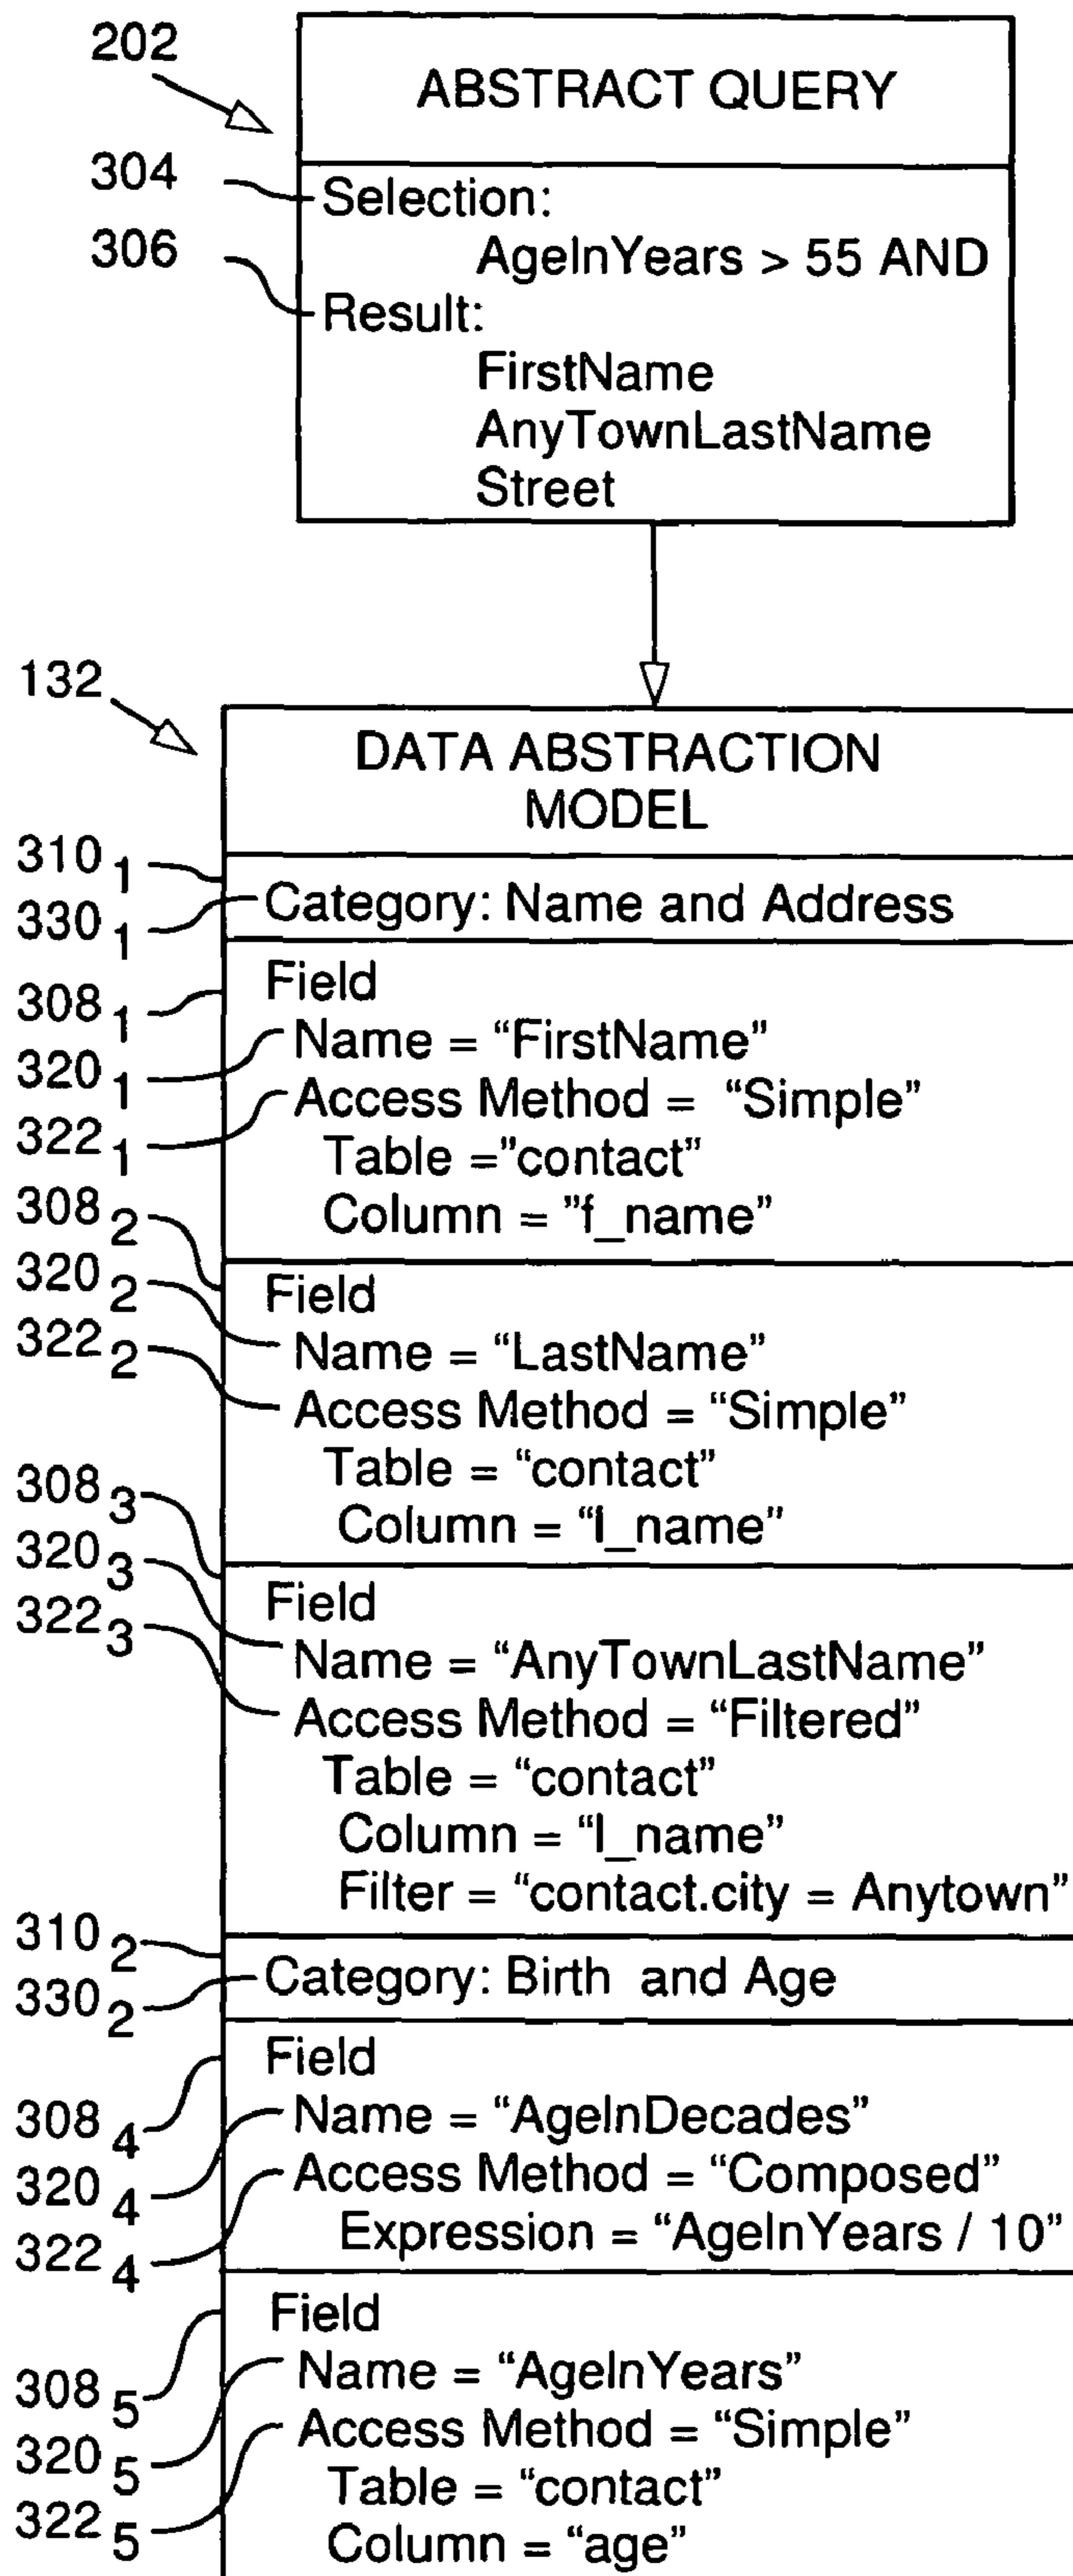 202
ABSTRACT QUERY
304
Selection:
AgeInYears > 55 AND
306
Result:
FirstName
AnyTownLastName
Street
132
DATA ABSTRACTION
MODEL
310 1
330 1
Category: Name and Address
308 1
Field
320 1
Name = “FirstName”
322 1
Access Method = “Simple”
Table =”contact”
Column = ”f_name”
308 2
Field
320 2
Name = “LastName”
322 2
Access Method = “Simple”
Table = “contact”
Column = “l_name”
308 3
Field
320 3
Name = “AnyTownLastName”
322 3
Access Method = “Filtered”
Table = “contact”
Column = “l_name”
Filter = “contact.city = Anytown”
310 2
330 2
Category: Birth and Age
308 4
Field
320 4
Name = “AgeInDecades”
322 4
Access Method = “Composed”
Expression = “AgeInYears / 10”
308 5
Field
320 5
Name = “AgeInYears”
322 5
Access Method = “Simple”
Table = “contact”
Column = “age”